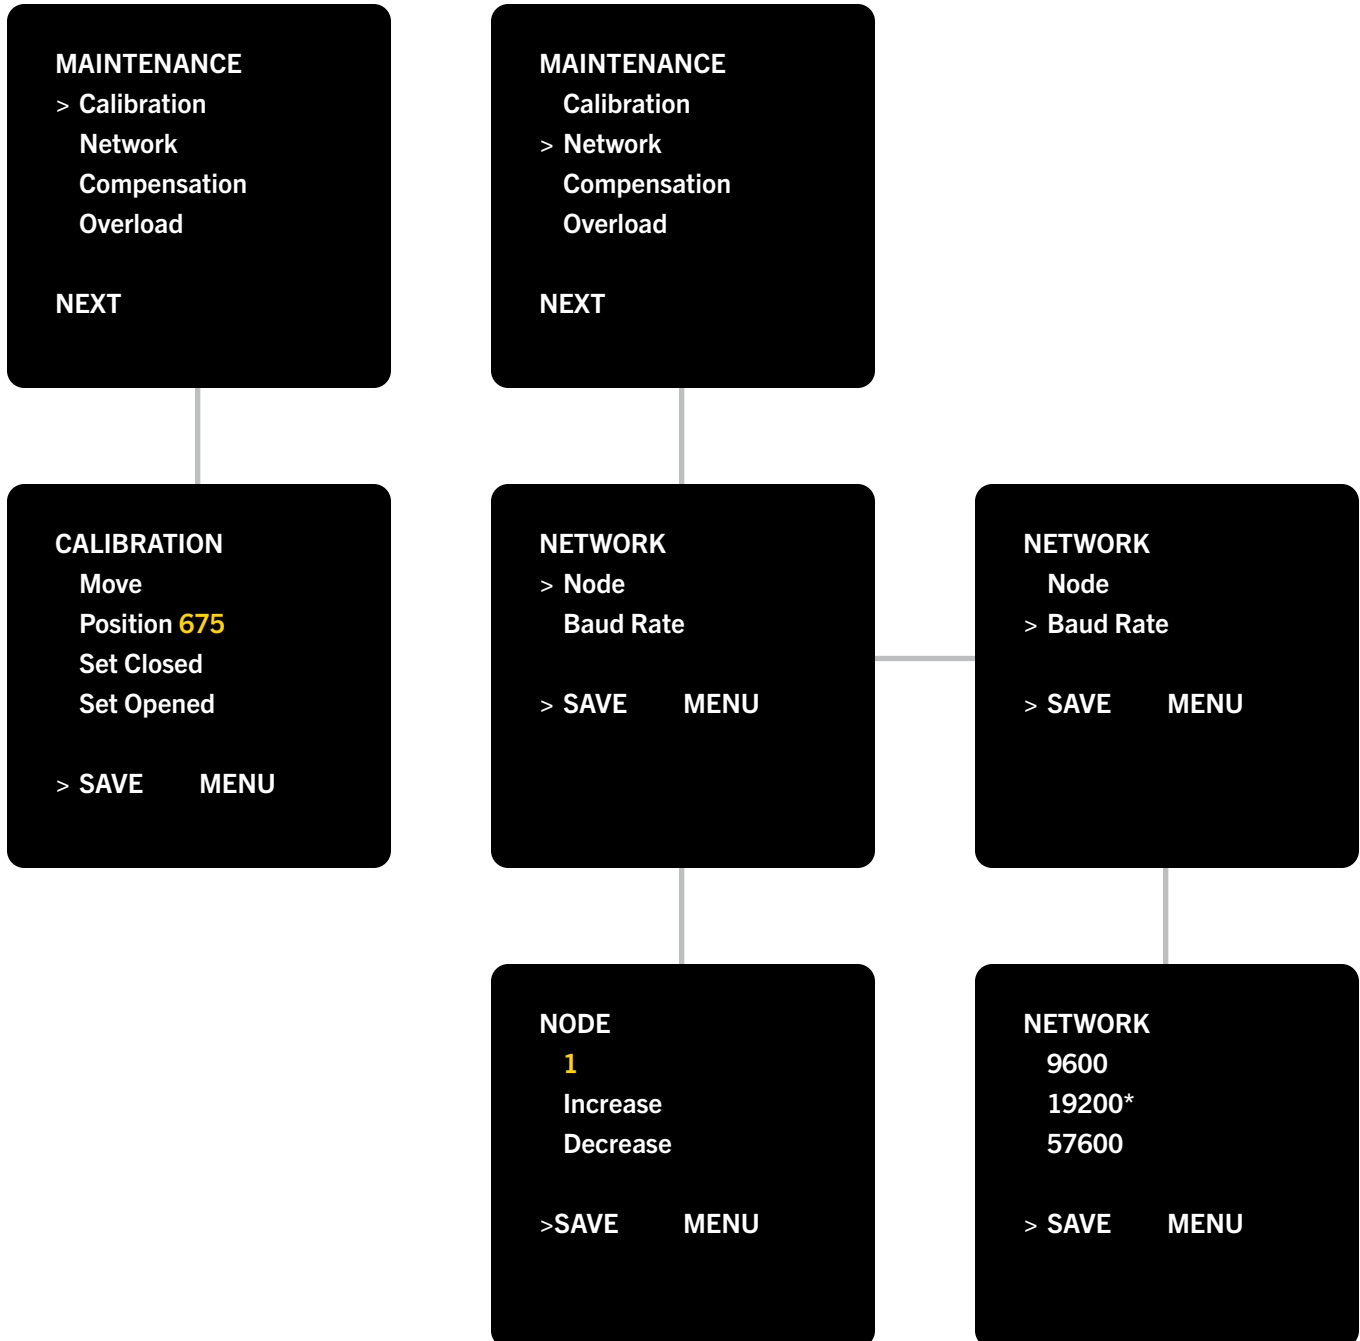 MAINTENANCE
> Calibration
Network
Compensation
Overload
NEXT
MAINTENANCE
Calibration
> Network
Compensation
Overload
NEXT
CALIBRATION
Move
Position 675
Set Closed
Set Opened
> SAVE MENU
NETWORK
> Node
Baud Rate
> SAVE MENU
NETWORK
Node
> Baud Rate
> SAVE MENU
NODE
1
Increase
Decrease
>SAVE MENU
NETWORK
9600
19200*
57600
> SAVE MENU